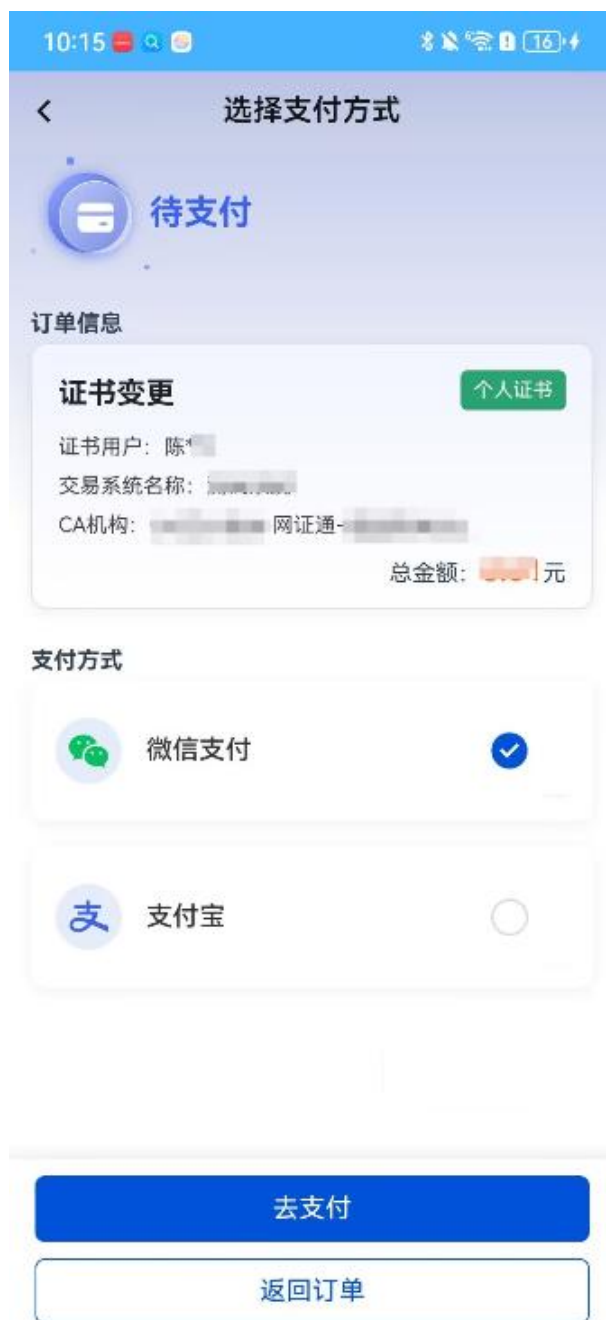 10:15
16
选择支付方式
待支付
订单信息
证书变更
个人证书
证书用户：陈*
交易系统名称：
CA机构： 网证通-
总金额： 元
支付方式
微信支付
支 支付宝
去支付
返回订单